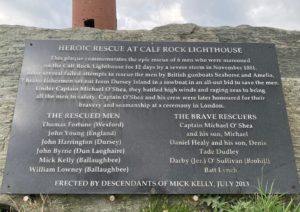 HEROIC RESCUE AT CALF ROCK LIGHTHOUSE
This plaque commemorates the epic rescue of 6 men who were marooned
on the Calf Rock Lighthouse for 12 days by a severe storm in November 1881.
After several failed attempts to rescue the men by British gunboats Seahorse and Amelia,
7 heroic fishermen set out from Dursey Island in a rowboat in an all-out bid to save the men.
Under Captain Michael O'Shea, they battled high winds and raging seas to bring
all the men to safety. Captain O'Shea and his crew were later honoured for their
bravery and seamanship at a ceremony in London.
THE RESCUED MEN
Thomas Fortune (Wexford)
John Young (England)
John Harrington (Dursey)
John Byrne (Dun Laoghaire)
Mick Kelly (Ballaughbee)
William Lowney (Ballaughbee)
THE BRAVE RESCUERS
Captain Michael O' Shea
and his son, Michael
Daniel Healy and his son, Denis
Tade Dudley
Darby (Jer.) O' Sullivan
Batt Lynch
ERECTED BY DESCENDANTS OF MICK KELLY, JULY 2013